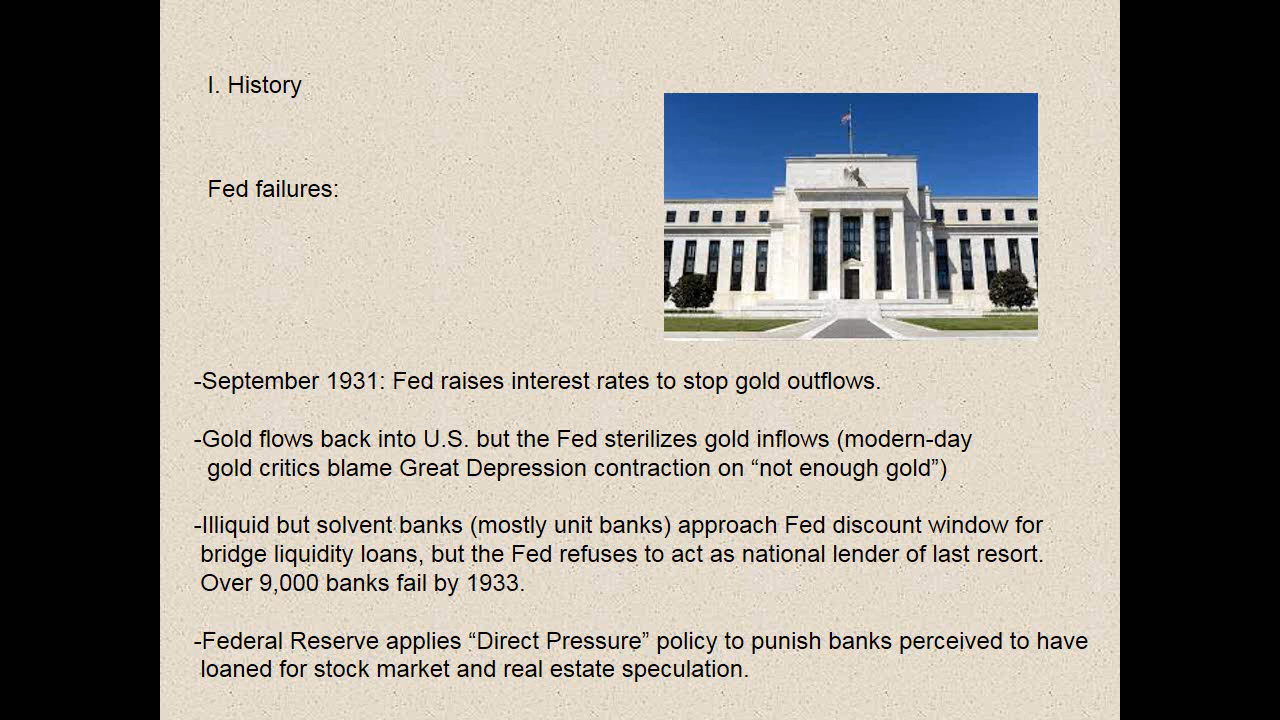 I. History
Fed failures:
-September 1931: Fed raises interest rates to stop gold outflows.
-Gold flows back into U.S. but the Fed sterilizes gold inflows (modern-day
gold critics blame Great Depression contraction on “not enough gold”)
-Illiquid but solvent banks (mostly unit banks) approach Fed discount window for
bridge liquidity loans, but the Fed refuses to act as national lender of last resort.
Over 9,000 banks fail by 1933.
-Federal Reserve applies “Direct Pressure” policy to punish banks perceived to have
loaned for stock market and real estate speculation.